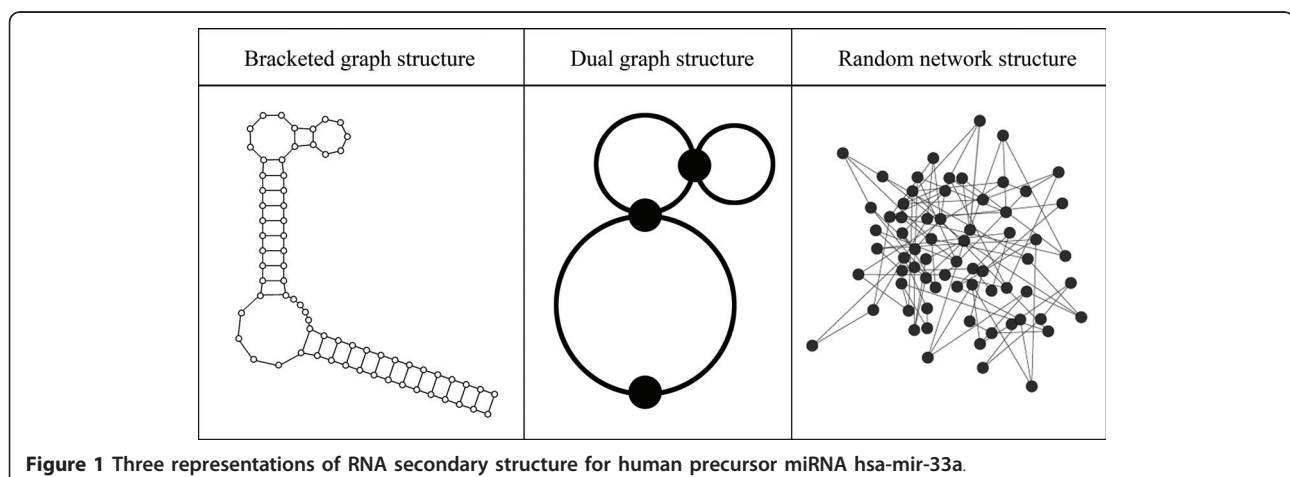 Bracketed graph structure
Dual graph structure
Random network structure
Figure 1 Three representations of RNA secondary structure for human precursor miRNA hsa-mir-33a.